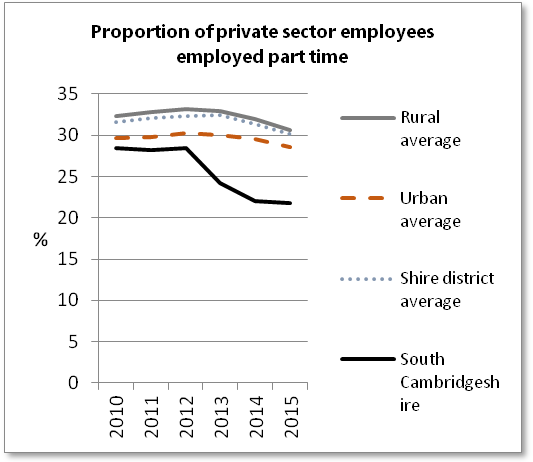 Proportion of private sector employees
employed part time
35
30
25
20
15
10
5
0
%
2010
2011
2012
2013
2014
2015
Rural
average
Urban
average
Shire district
average
South
Cambridgesh
ire